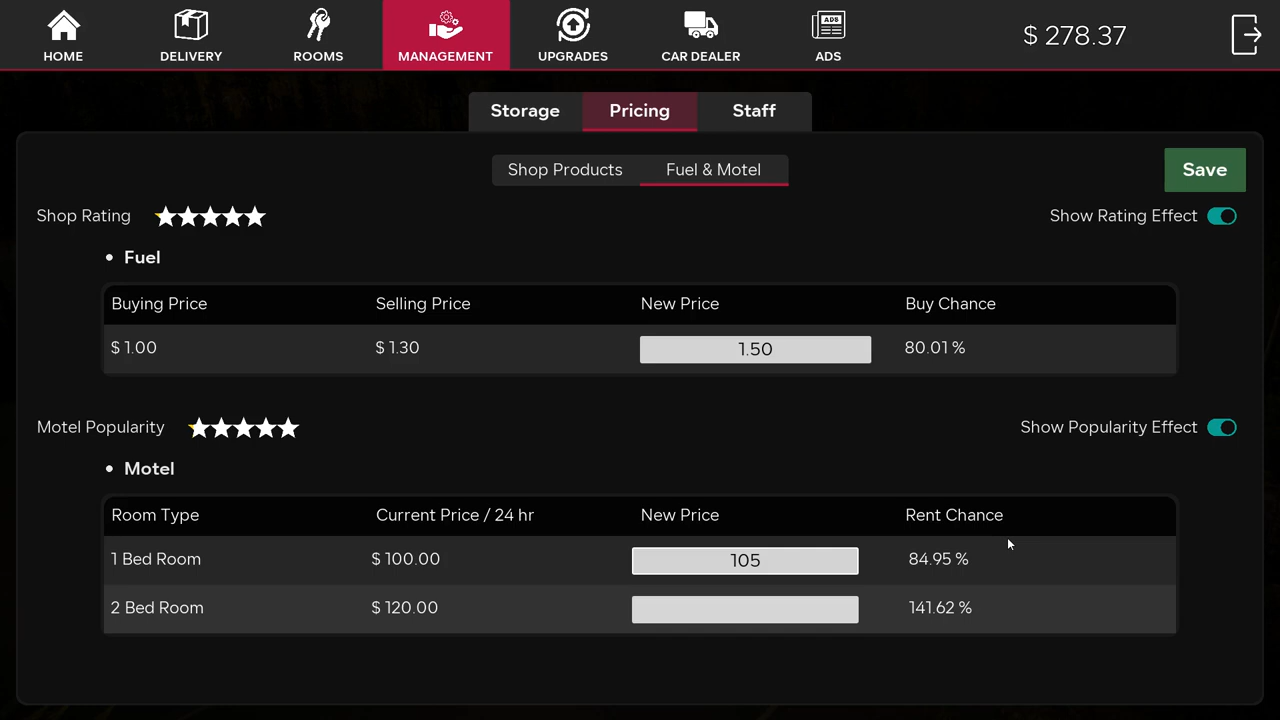 $ 278.37
ADS
HOME DELIVERY ROOMS MANAGEMENT UPGRADES CAR DEALER ADS
Storage Pricing Staff
Shop Products Fuel & Motel Save
Shop Rating Show Rating Effect
• Fuel
Buying Price Selling Price New Price Buy Chance
$ 1.00 $ 1.30 1.50 80.01 %
Motel Popularity Show Popularity Effect
• Motel
Room Type Current Price / 24 hr New Price Rent Chance
1 Bed Room $ 100.00 105 84.95 %
2 Bed Room $ 120.00 141.62 %